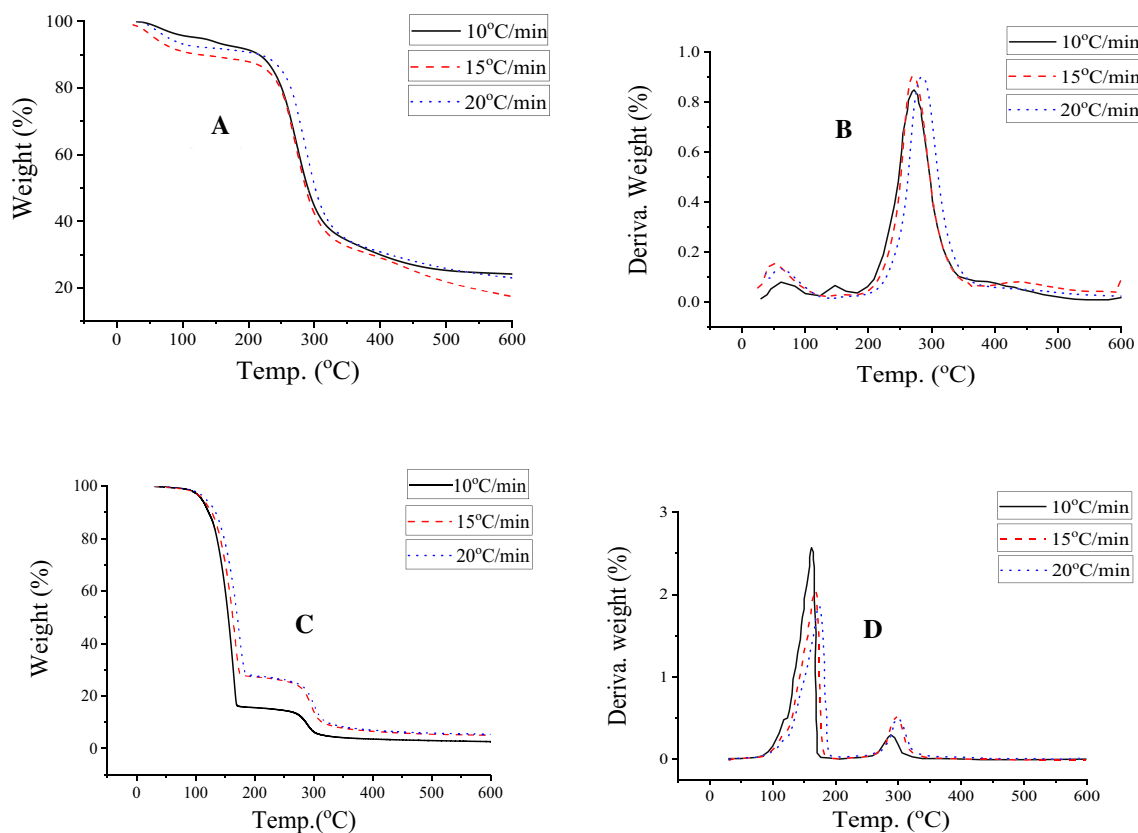 10°C/min
15°C/min
20°C/min
A
Weight (%)
100
80
60
40
20
0 100 200 300 400 500 600
Temp. (°C)
10°C/min
15°C/min
20°C/min
B
Deriva. Weight (%)
1.0
0.8
0.6
0.4
0.2
0.0
0 100 200 300 400 500 600
Temp. (°C)
10°C/min
15°C/min
20°C/min
C
Weight (%)
100
80
60
40
20
0
0 100 200 300 400 500 600
Temp.(°C)
10°C/min
15°C/min
20°C/min
D
Deriva. weight (%)
3
2
1
0
0 100 200 300 400 500 600
Temp. (°C)